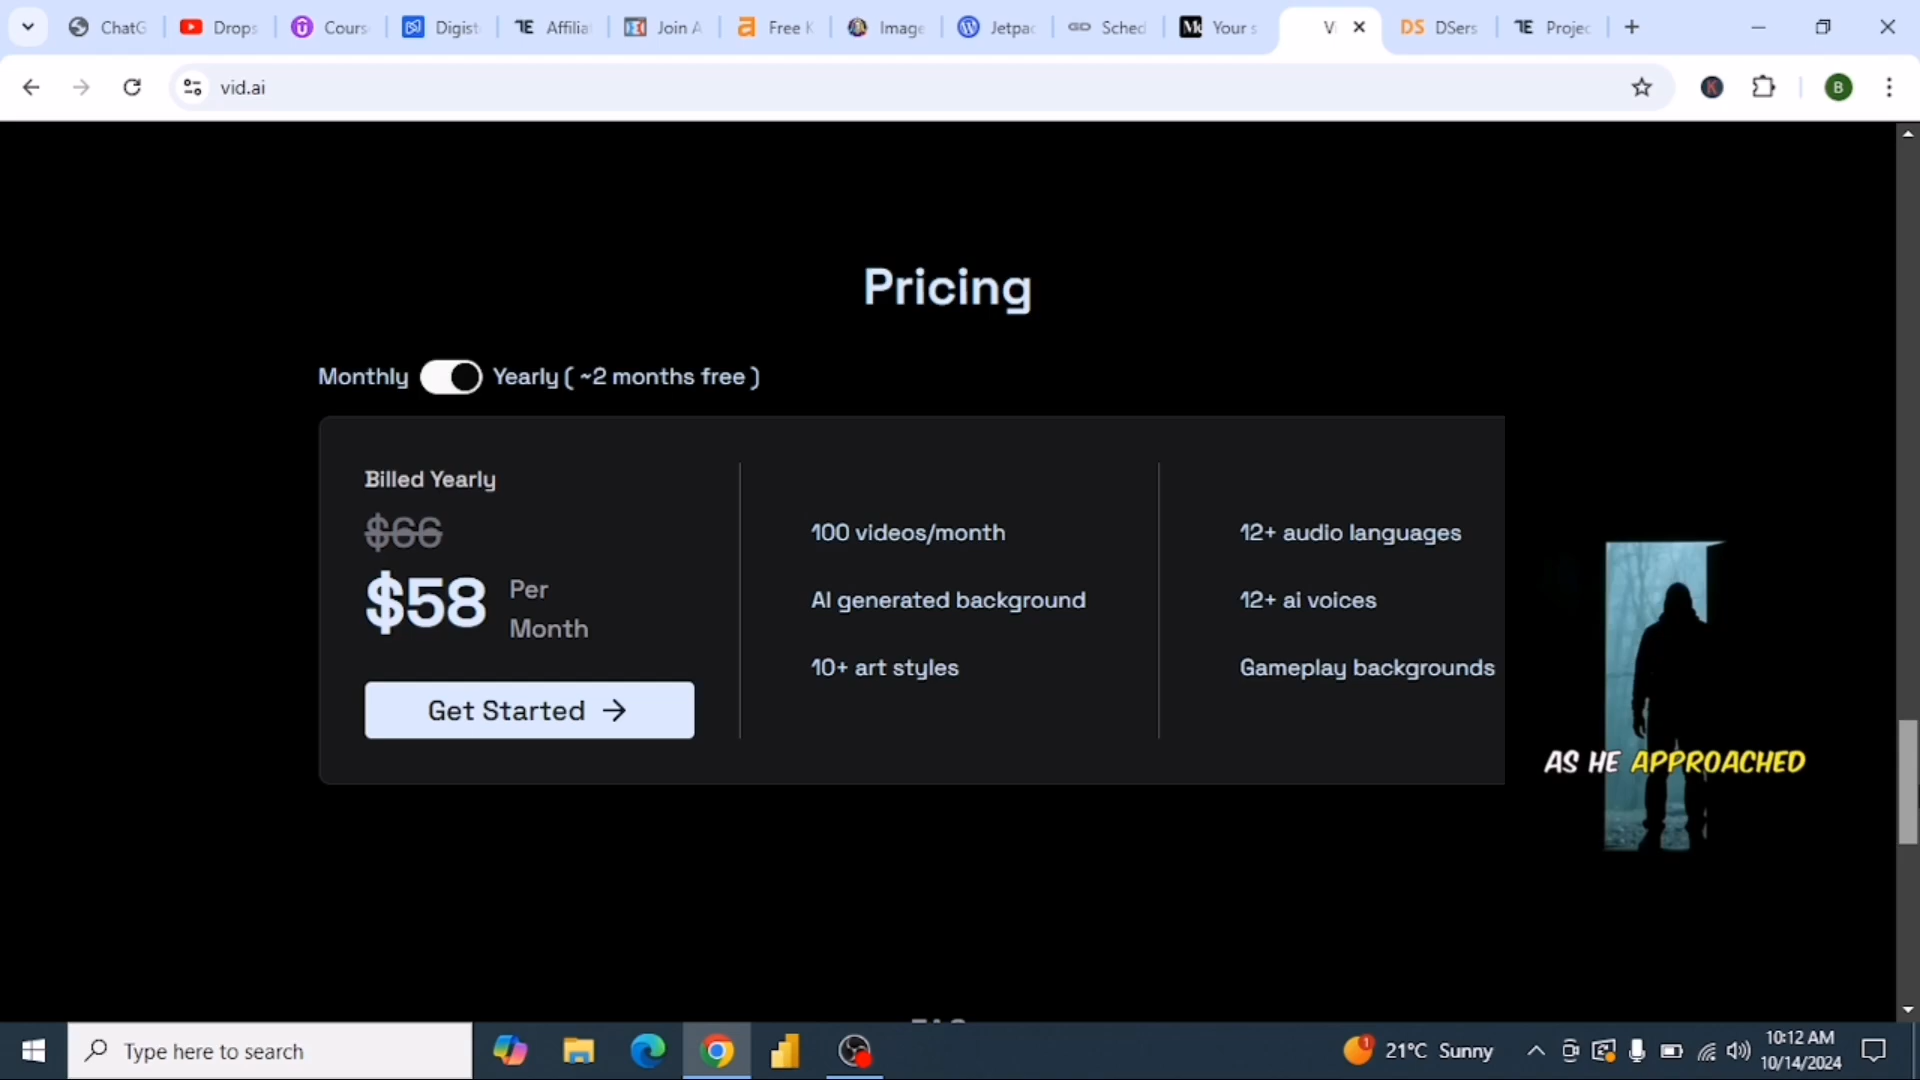 ChatG
Drops
Cours
Digist
Affilia
Join A
Free K
Image
Jetpac
Sched
Your s
DSers
Projec
vid.ai
Pricing
Monthly
Yearly ( ~2 months free )
Billed Yearly
$66
$58 Per
Month
Get Started →
100 videos/month
AI generated background
10+ art styles
12+ audio languages
12+ ai voices
Gameplay backgrounds
AS HE APPROACHED
Type here to search
21°C Sunny
10:12 AM
10/14/2024